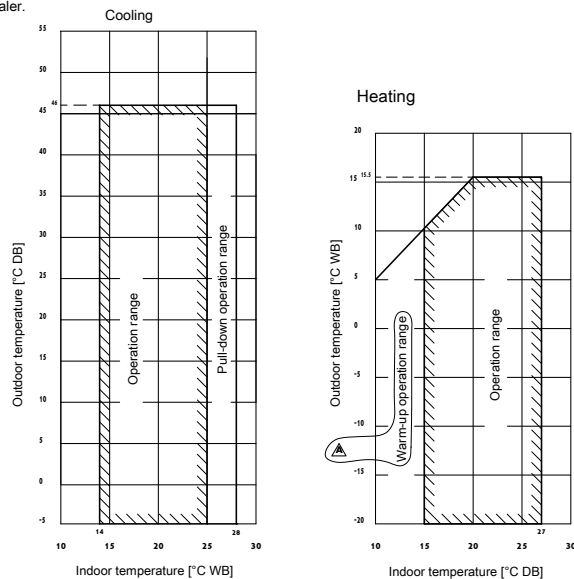 aler.
Cooling
55
50
46
45
40
35
30
25
20
15
10
5
0
-5
14
28
10 15 20 25 30
Outdoor temperature [°C DB]
Operation range
Pull-down operation range
Indoor temperature [°C WB]
Heating
20
15 15.5
10
5
0
-5
-10
-15
-20
27
10 15 20 25 30
Outdoor temperature [°C WB]
Warm-up operation range
Operation range
A
Indoor temperature [°C DB]